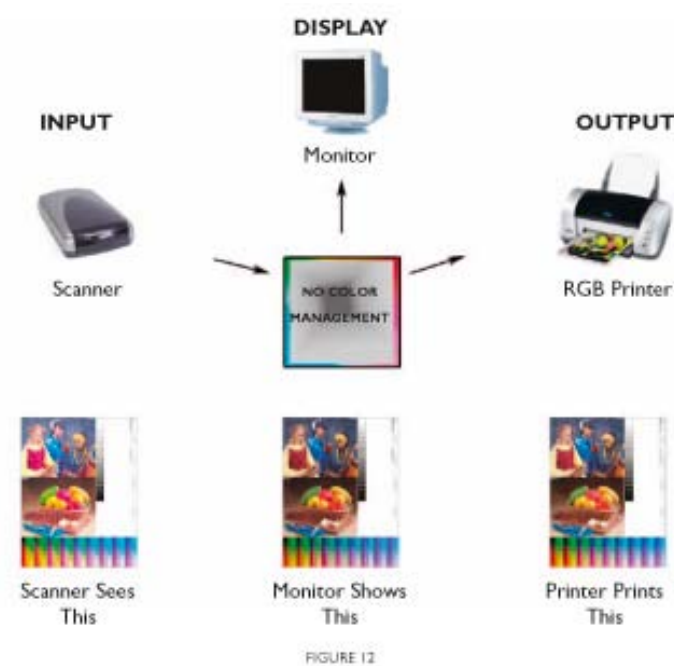 DISPLAY
INPUT
OUTPUT
Monitor
Scanner
RGB Printer
NO COLOR
MANAGEMENT
Scanner Sees
This
Monitor Shows
This
Printer Prints
This
FIGURE 12